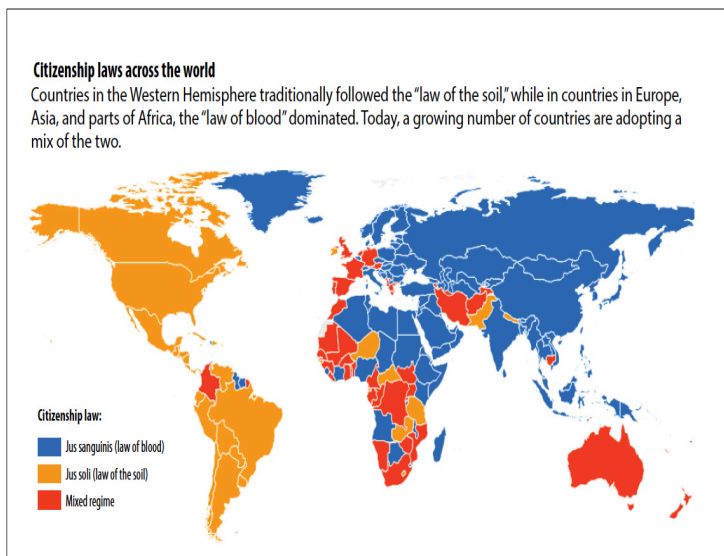 Citizenship laws across the world
Countries in the Western Hemisphere traditionally followed the “law of the soil,” while in countries in Europe,
Asia, and parts of Africa, the “law of blood” dominated. Today, a growing number of countries are adopting a
mix of the two.
Citizenship law:
Jus sanguinis (law of blood)
Jus soli (law of the soil)
Mixed regime